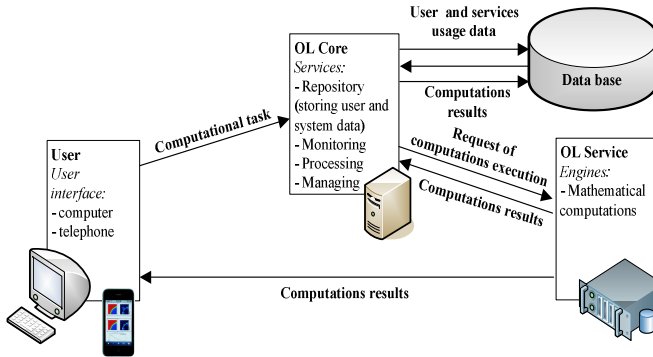 User and services
usage data
OL Core
Services:
- Repository
(storing user and
system data)
- Monitoring
- Processing
- Managing
Data base
Computations
results
Computational task
Request of
computations execution
Computations results
User
User
interface:
- computer
- telephone
OL Service
Engines:
- Mathematical
computations
Computations results